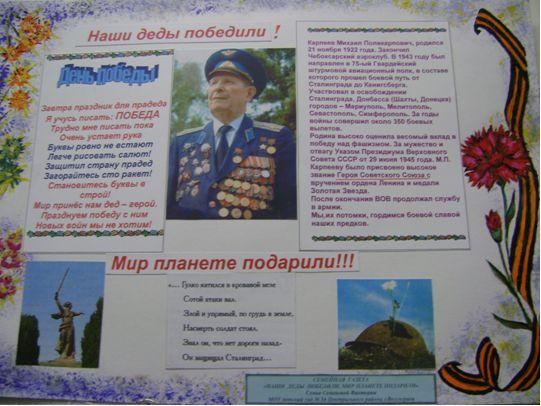 Наши деды победили !
День победы
Завтра праздник для прадеда
Я учусь писать: ПОБЕДА
Трудно мне писать пока
Очень устает рука
Буквы ровно не встают
Легче рисовать салют!
Защитил страну прадед
Загорайтесь сто ракет!
Становитесь буквы в
строй!
Мир принёс нам дед – герой.
Празднуем победу с ним
Новых войн мы не хотим!
Карпеев Михаил Поликарпович, родился
21 ноября 1922 года. Закончил
Чебоксарский аэроклуб. В 1943 году был
направлен в 75-ый Гвардейский
штурмовой авиационный полк, в составе
которого прошел боевой путь от
Сталинграда до Канигсберга.
Участвовал в освобождении
Сталинграда, Донбасса (Шахты, Донецк)
городов – Мариуполь, Мелитополь,
Севастополь, Симферополь. За годы
войны совершил около 350 боевых
вылетов.
Родина высоко оценила весомый вклад в
победу над фашизмом. За мужество и
отвагу Указом Президиума Верховного
Совета СССР от 29 июня 1945 года. М.П.
Карпееву было присвоено высокое
звание Героя Советского Союза с
вручением ордена Ленина и медали
Золотая Звезда.
После окончания ВОВ продолжал службу
в армии.
Мы,их потомки, гордимся боевой славой
наших предков.
Мир планете подарили!!!
«… Гулко катился в кровавой мгле
Сотой атаки вал.
Злой и упрямый, по грудь в земле,
Насмерть солдат стоял.
Знал он, что нет дороги назад-
Он защищал Сталинград…
СЕМЕЙНАЯ ГАЗЕТА
«НАШИ ДЕДЫ ПОБЕДИЛИ, МИР ПЛАНЕТЕ ПОДАРИЛИ»